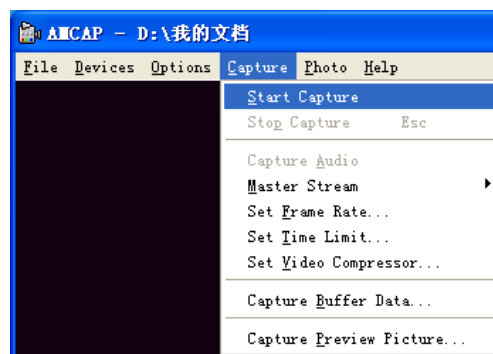 AMCAP - D:\我的文档
File Devices Options Capture Photo Help
Start Capture
Stop Capture Esc
Capture Audio
Master Stream
Set Frame Rate...
Set Time Limit...
Set Video Compressor...
Capture Buffer Data...
Capture Preview Picture...